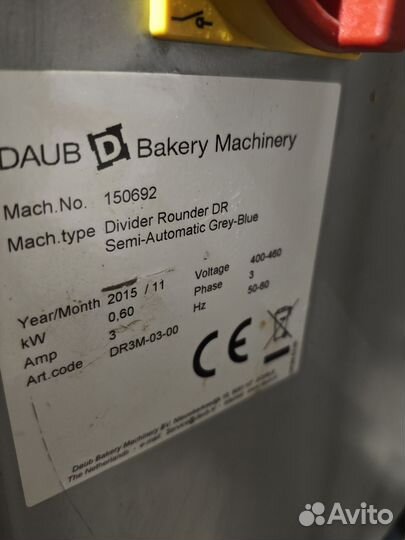 DAUB D Bakery Machinery
Mach.No. 150692
Mach.type Divider Rounder DR
Semi-Automatic Grey-Blue
Year/Month 2015 / 11 Voltage 400-460
kW 0,60 Phase 3
Amp 3 Hz 50-60
Art.code DR3M-03-00
CE
Daub Bakery Machinery BV,
The Netherlands - e-mail:
Avito